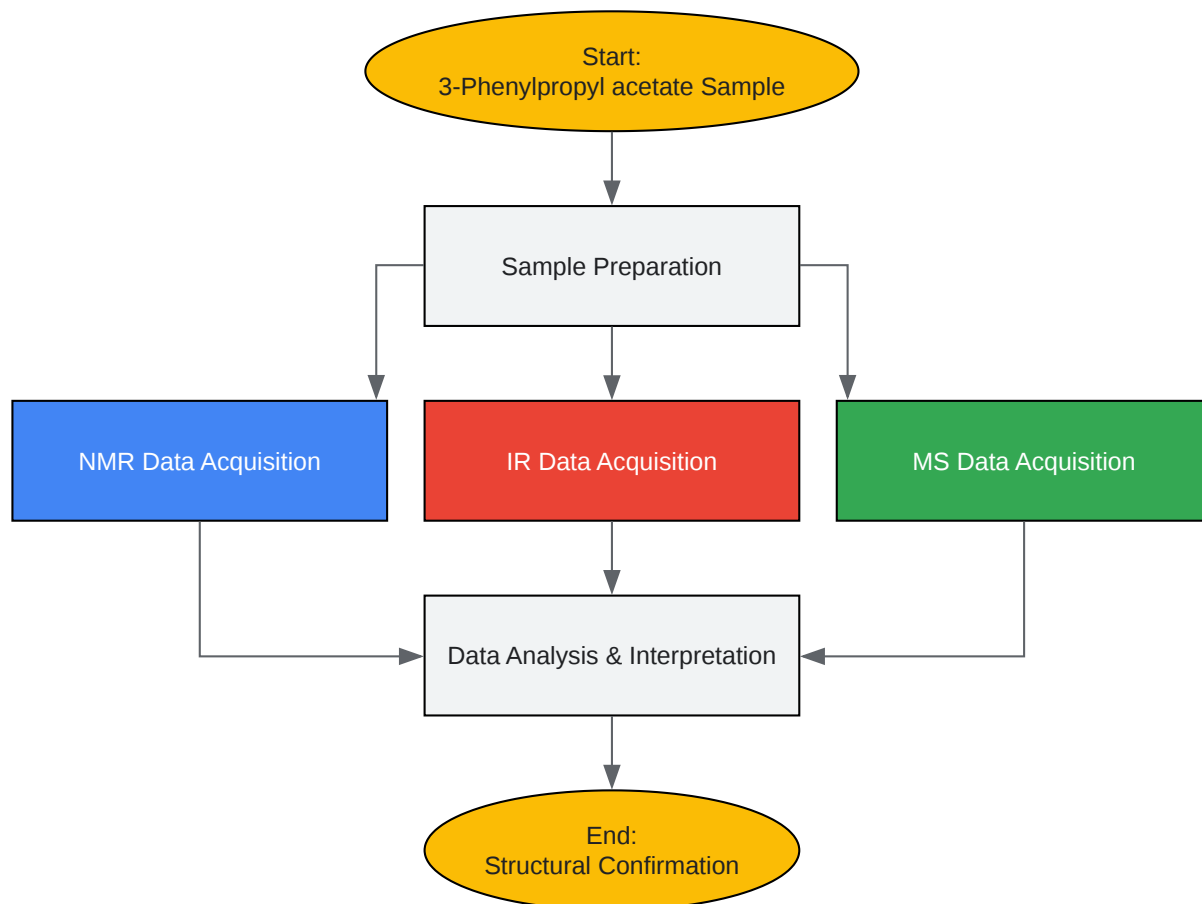 Start:
3-Phenylpropyl acetate Sample
Sample Preparation
NMR Data Acquisition
IR Data Acquisition
MS Data Acquisition
Data Analysis & Interpretation
End:
Structural Confirmation